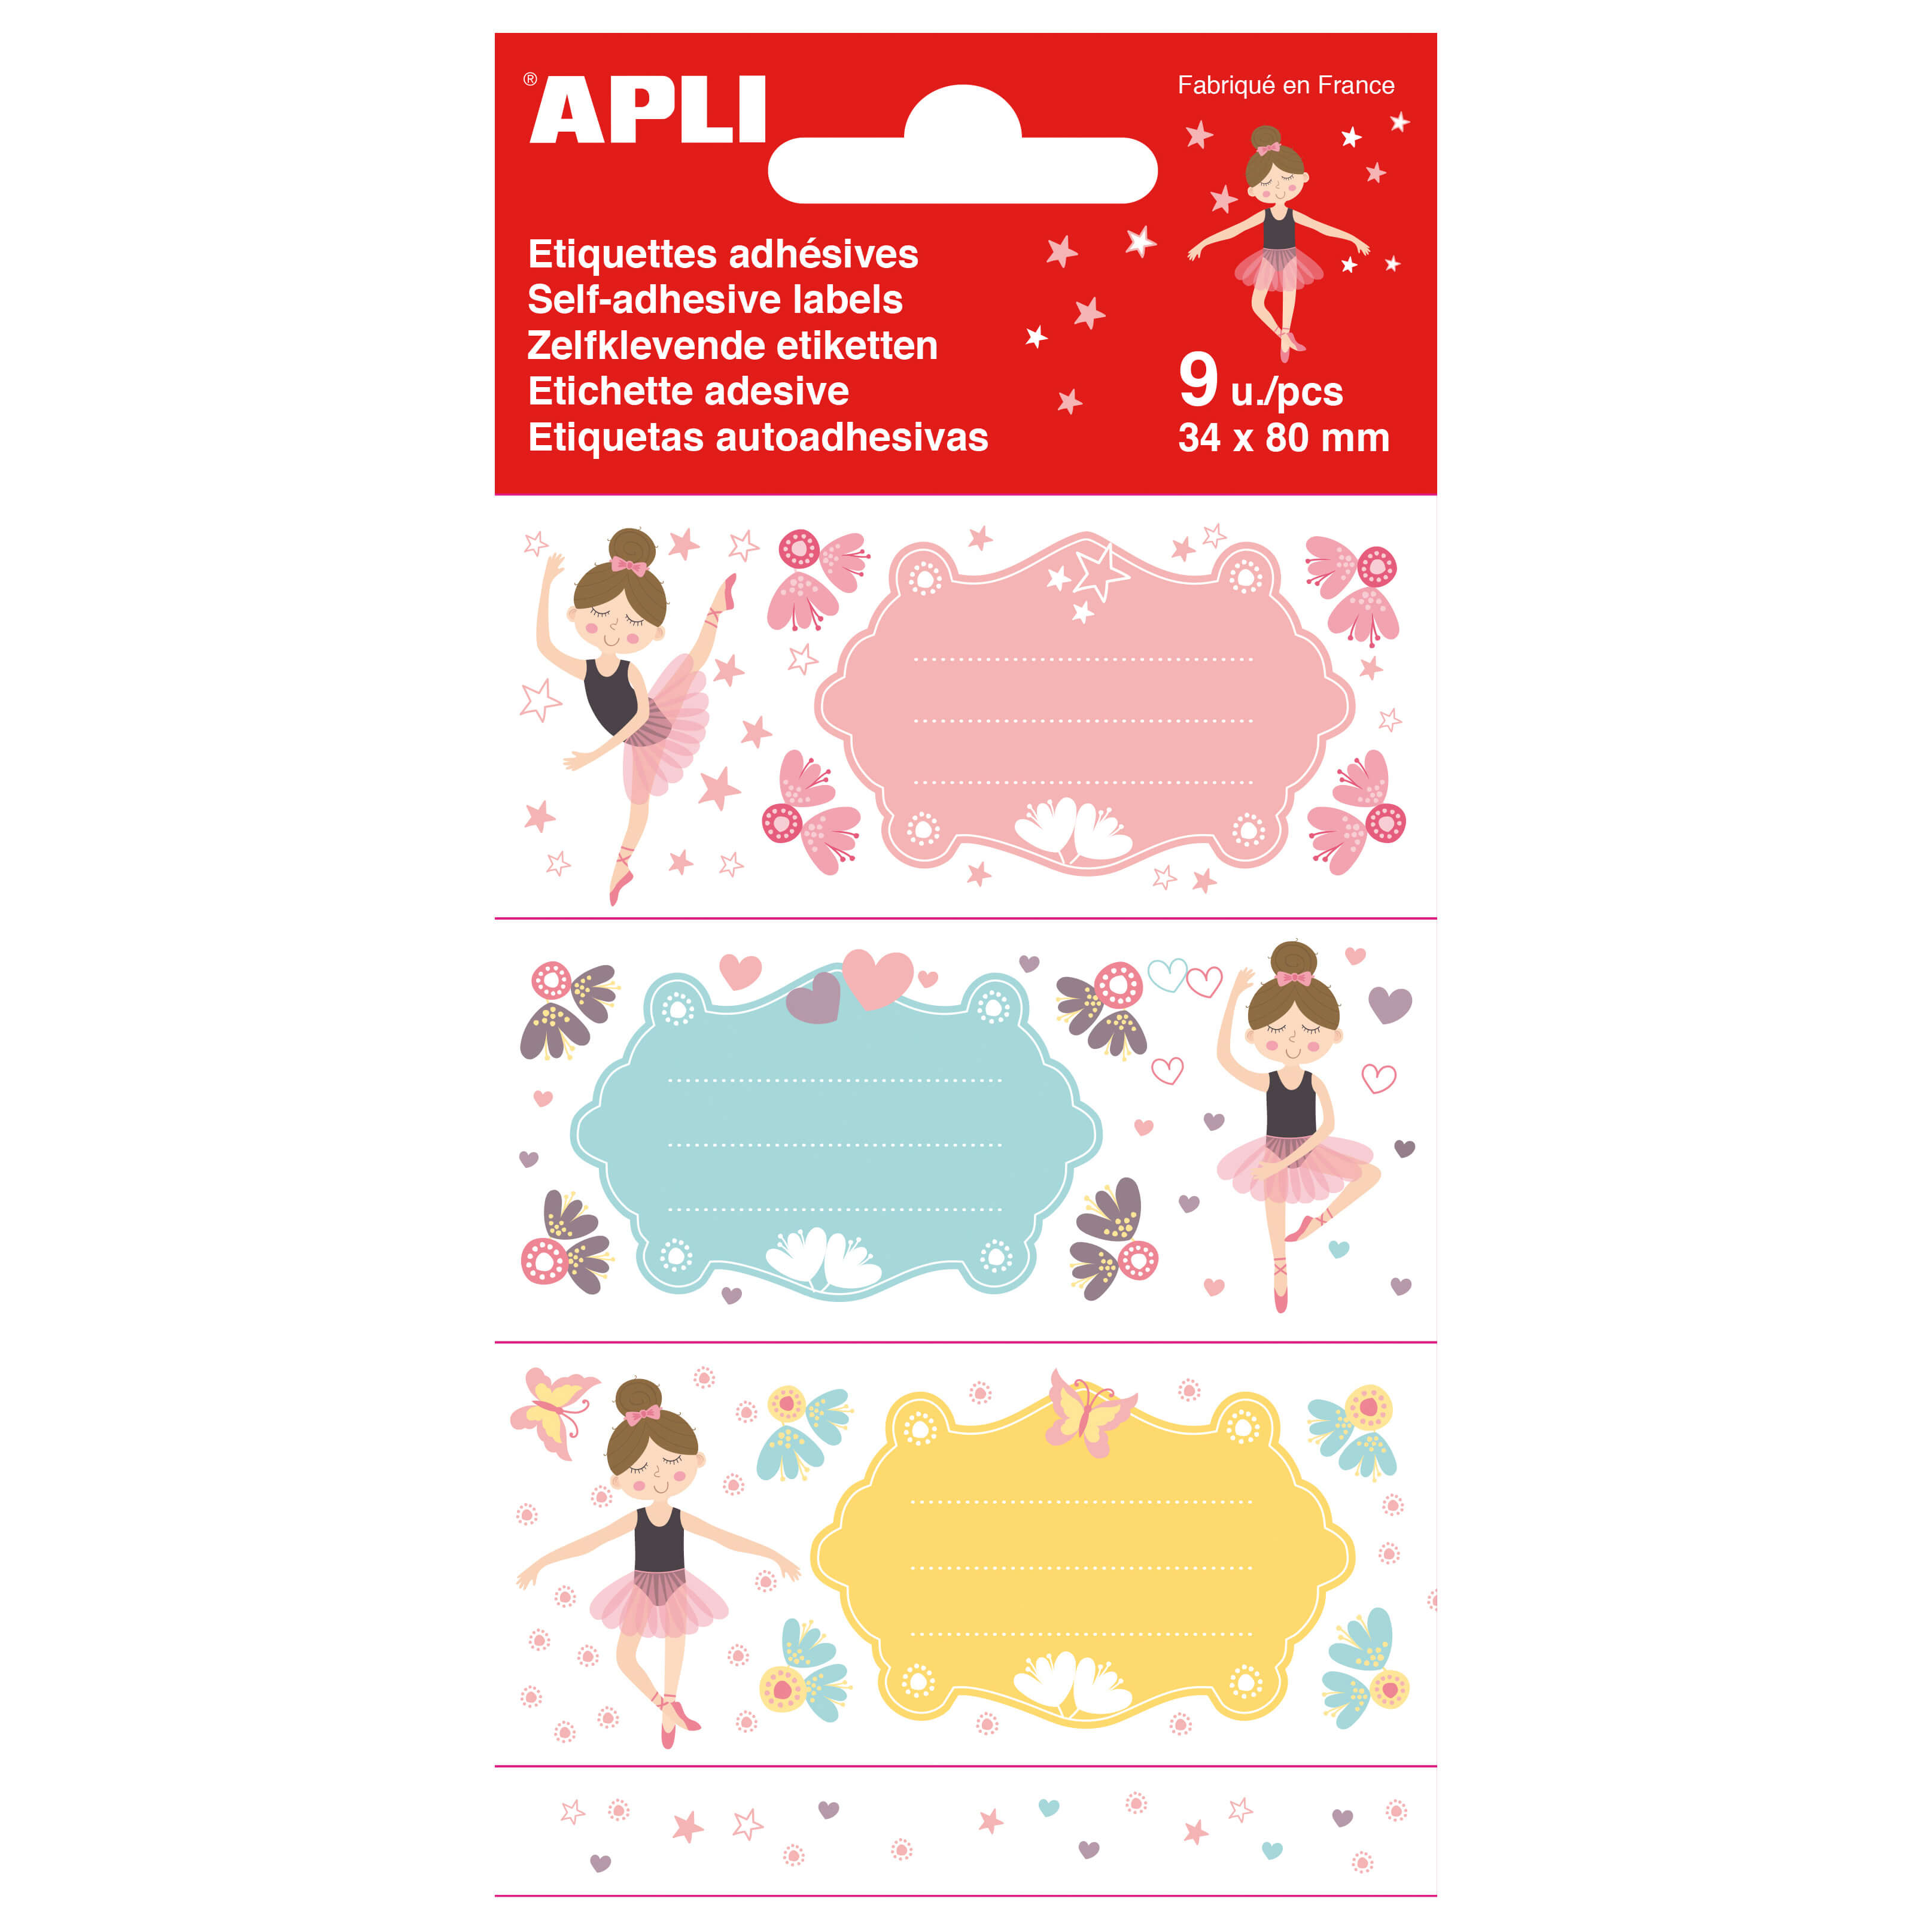 ® APLI
Fabriqué en France
Etiquettes adhésives
Self-adhesive labels
Zelfklevende etiketten
Etichette adesive
Etiquetas autoadhesivas
9 u./pcs
34 x 80 mm